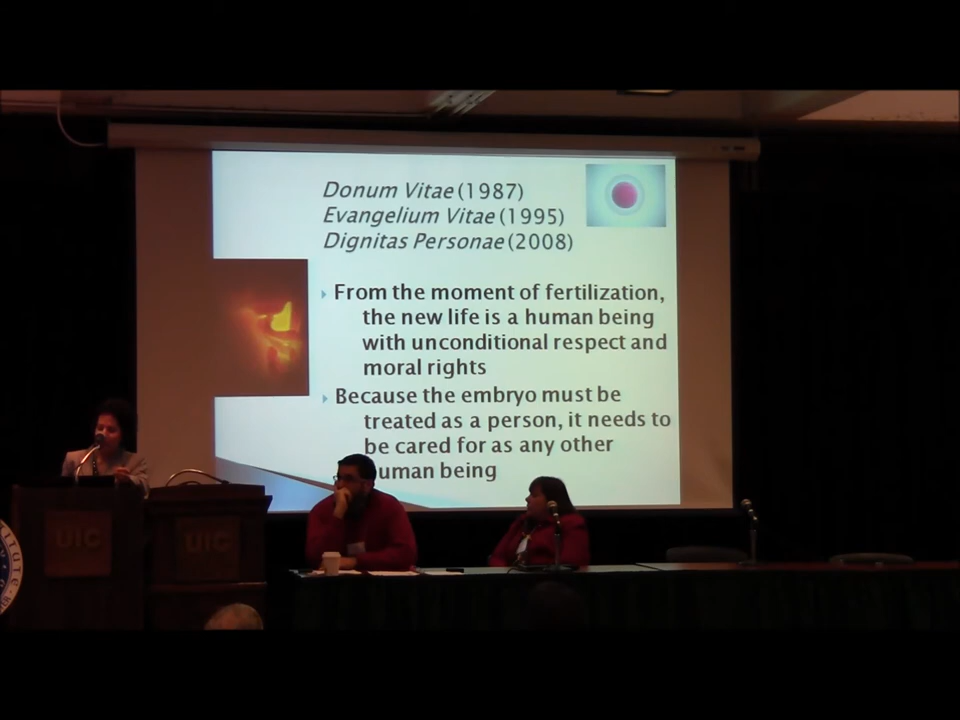 Donum Vitae (1987)
Evangelium Vitae (1995)
Dignitas Personae (2008)
From the moment of fertilization,
the new life is a human being
with unconditional respect and
moral rights
Because the embryo must be
treated as a person, it needs to
be cared for as any other
human being
UIC
UIC